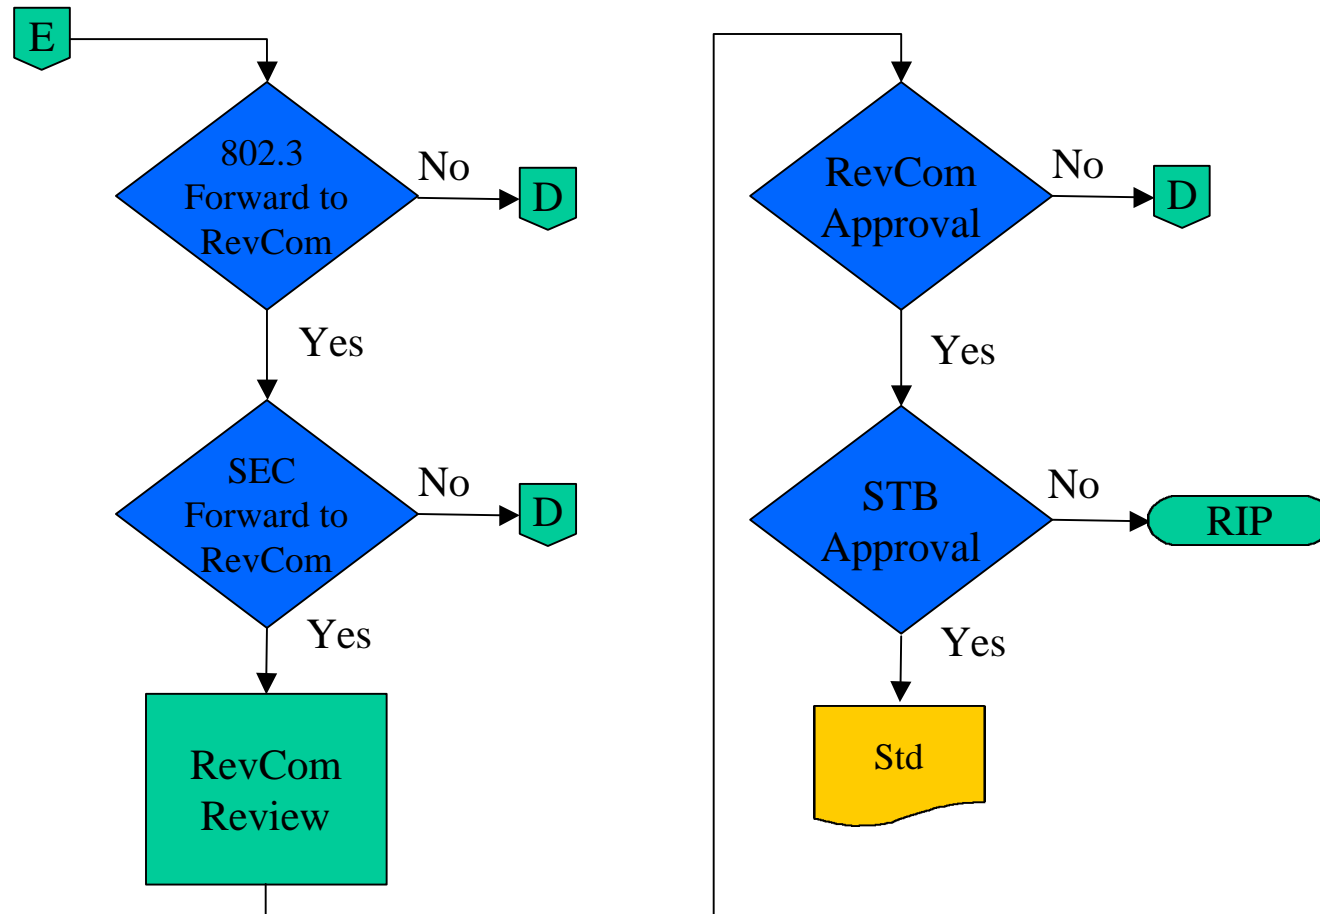 E
802.3
Forward to
RevCom
No
D
Yes
SEC
Forward to
RevCom
No
D
Yes
RevCom
Review
RevCom
Approval
No
D
Yes
STB
Approval
No
RIP
Yes
Std